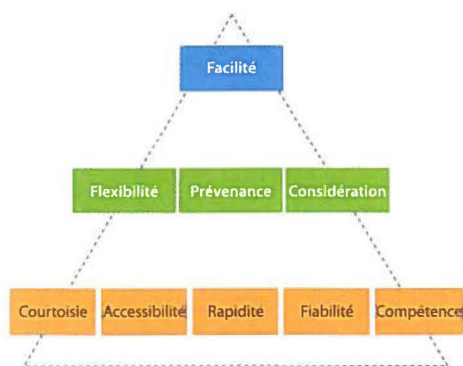 Facilité
Flexibilité Prévenance Considération
Courtoisie Accessibilité Rapidité Fiabilité Compétence